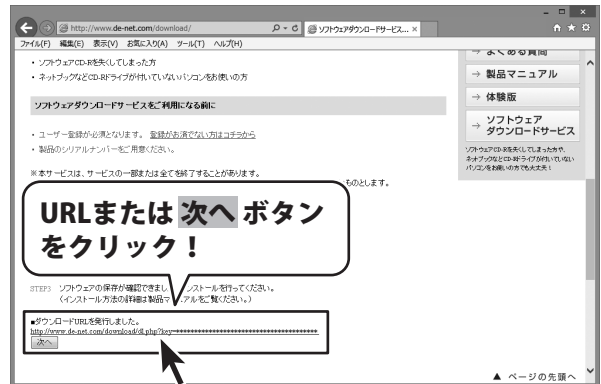 http://www.de-net.com/download/
ソフトウェアダウンロードサービス...
ファイル(F) 編集(E) 表示(V) お気に入り(A) ツール(T) ヘルプ(H)
・ソフトウェアCD-Rを失くしてしまった方
・ネットブックなどCD-Rドライブが付いていないパソコンをお使いの方
ソフトウェアダウンロードサービスをご利用になる前に
・ユーザー登録が必須となります。 登録がお済でない方はコチラから
・製品のシリアルナンバーをご用意ください。
※本サービスは、サービスの一部または全てを終了することがあります。
ものとします。
URLまたは 次へ ボタン
をクリック！
STEP3 ソフトウェアの保存が確認できまし
ンストールを行ってください。
(インストール方法の詳細は製品マ
アルをご覧ください。)
■ダウンロードURLを発行しました。
http://www.de-net.com/download/dl.php?key=****************************************
次へ
→ よくある質問
→ 製品マニュアル
→ 体験版
→ ソフトウェア
ダウンロードサービス
ソフトウェアCD-Rを失くしてしまった方や、
ネットブックなどCD-Rドライブが付いていない
パソコンをお使いの方でも大丈夫！
▲ ページの先頭へ